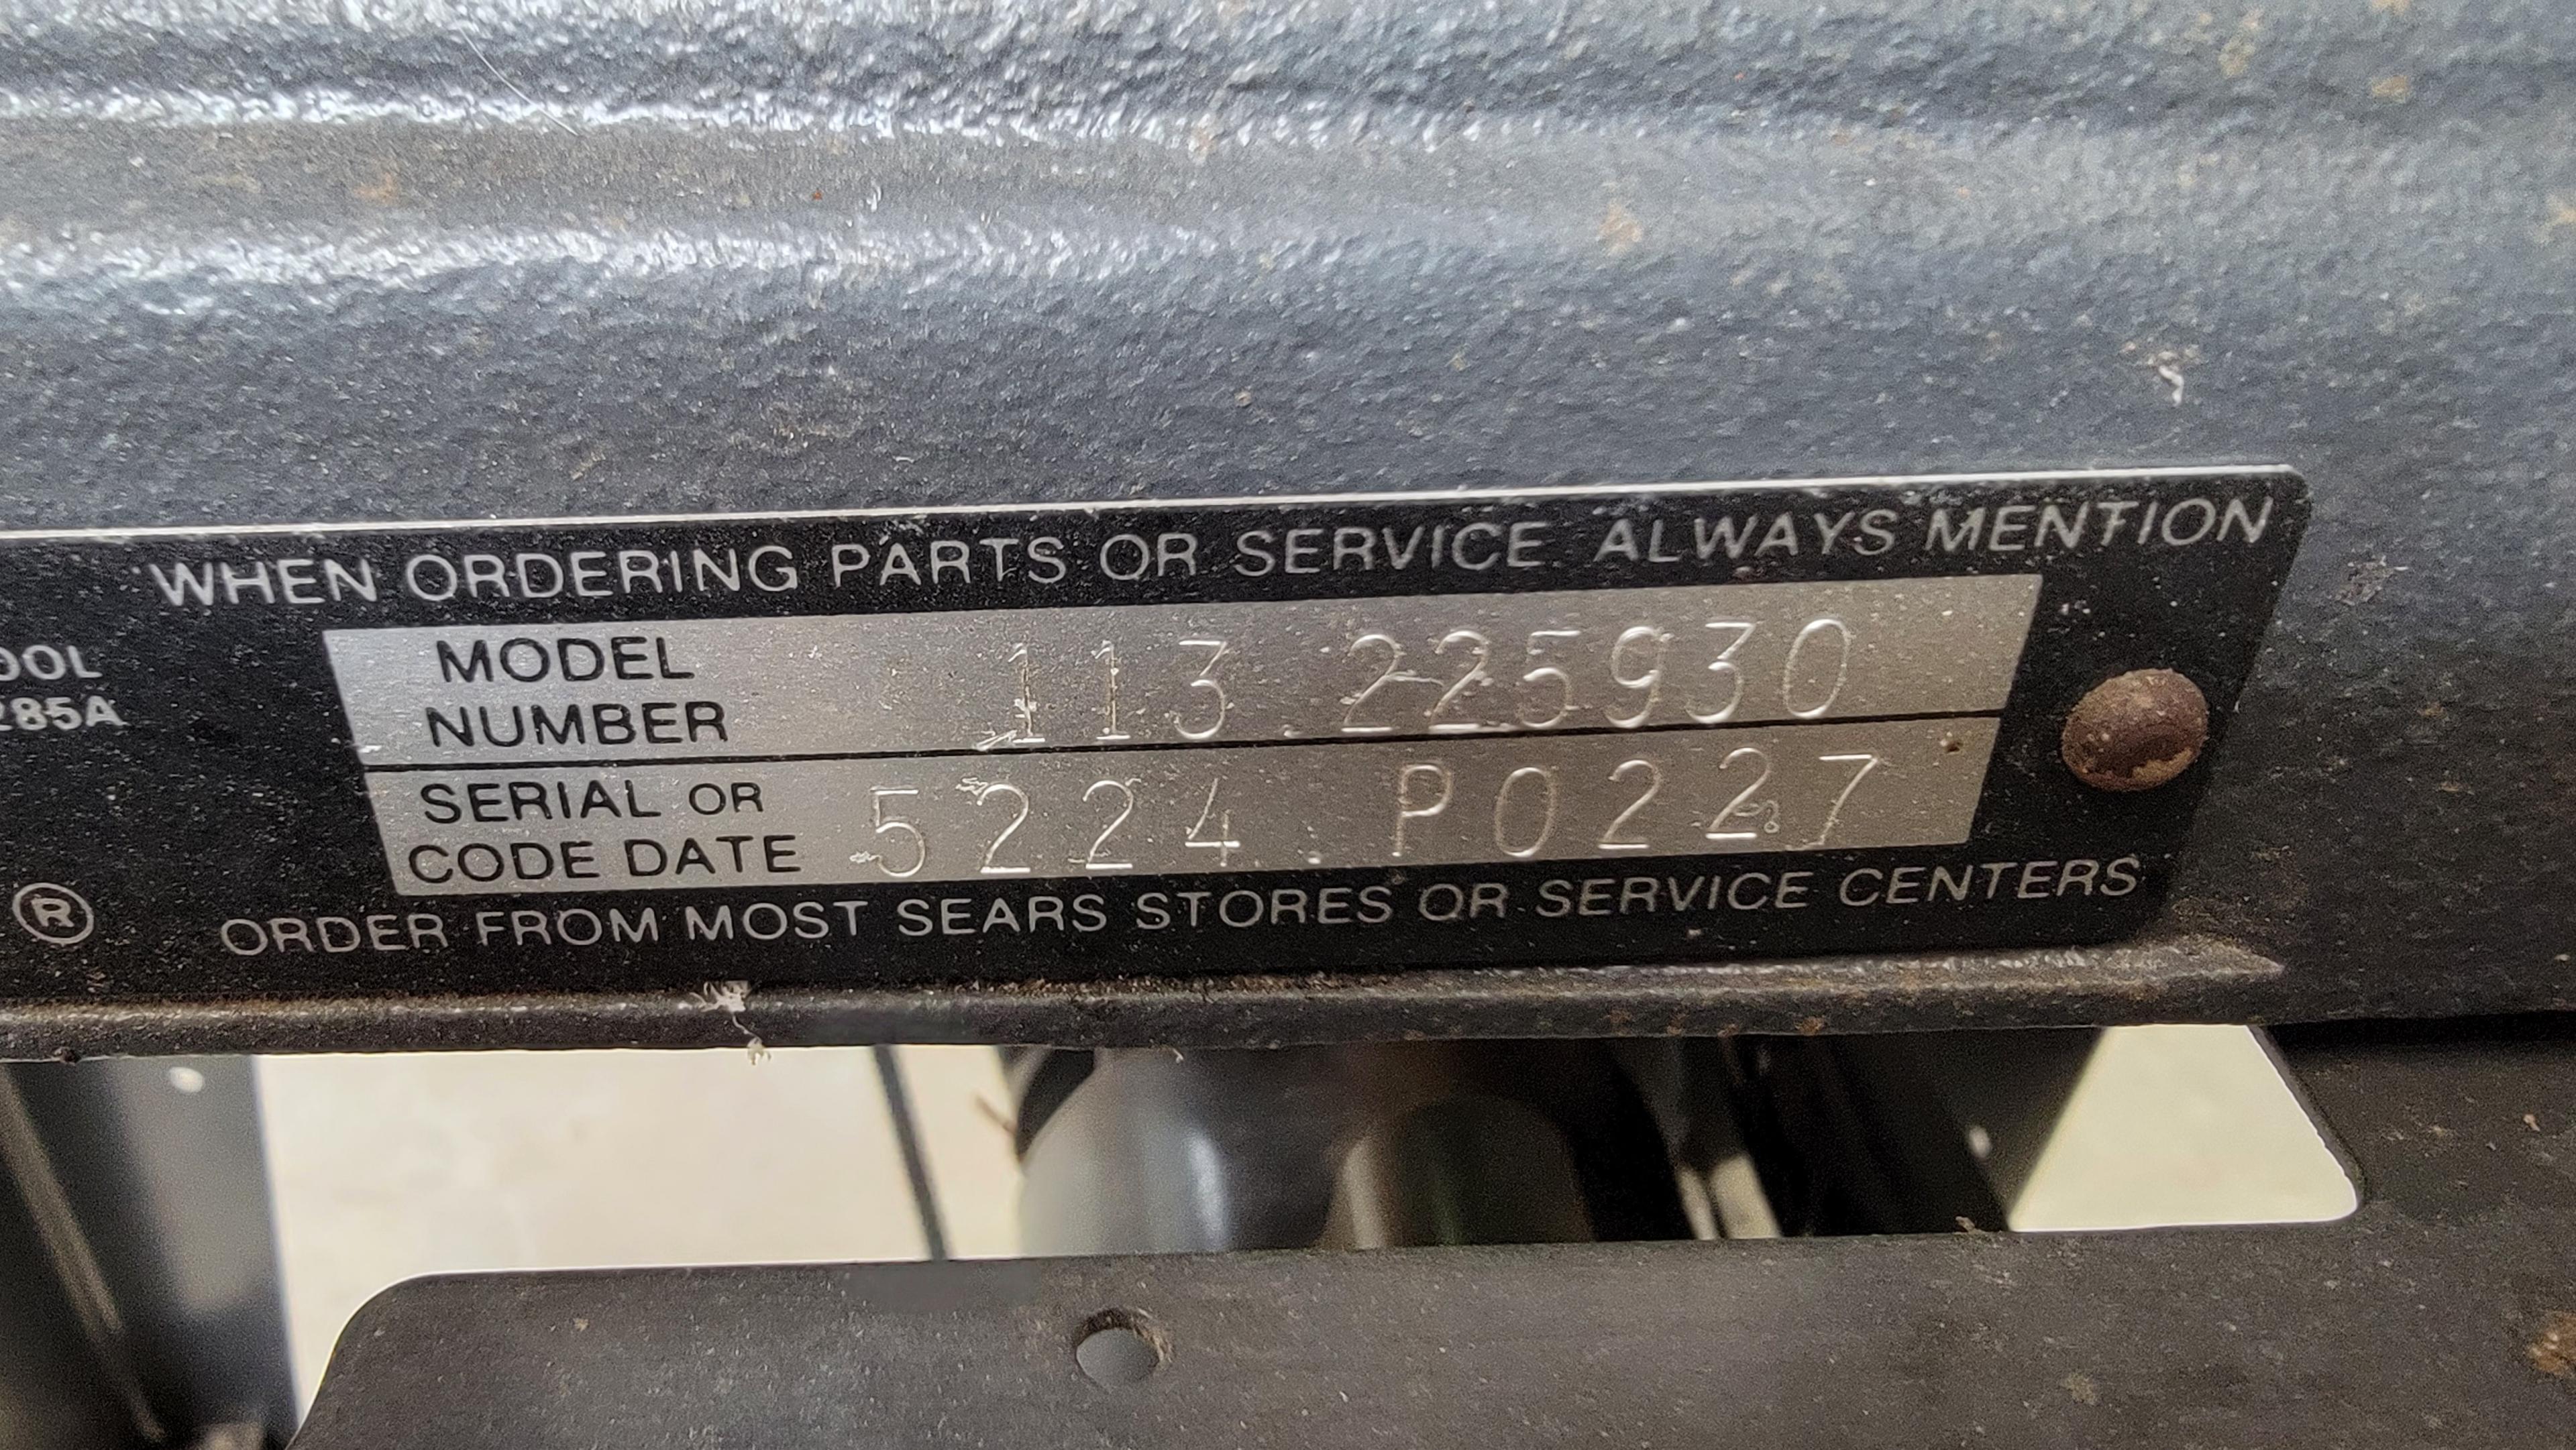 WHEN ORDERING PARTS OR SERVICE ALWAYS MENTION
MODEL
NUMBER 113.225930
SERIAL OR
CODE DATE 5224.P0227
®
ORDER FROM MOST SEARS STORES OR SERVICE CENTERS